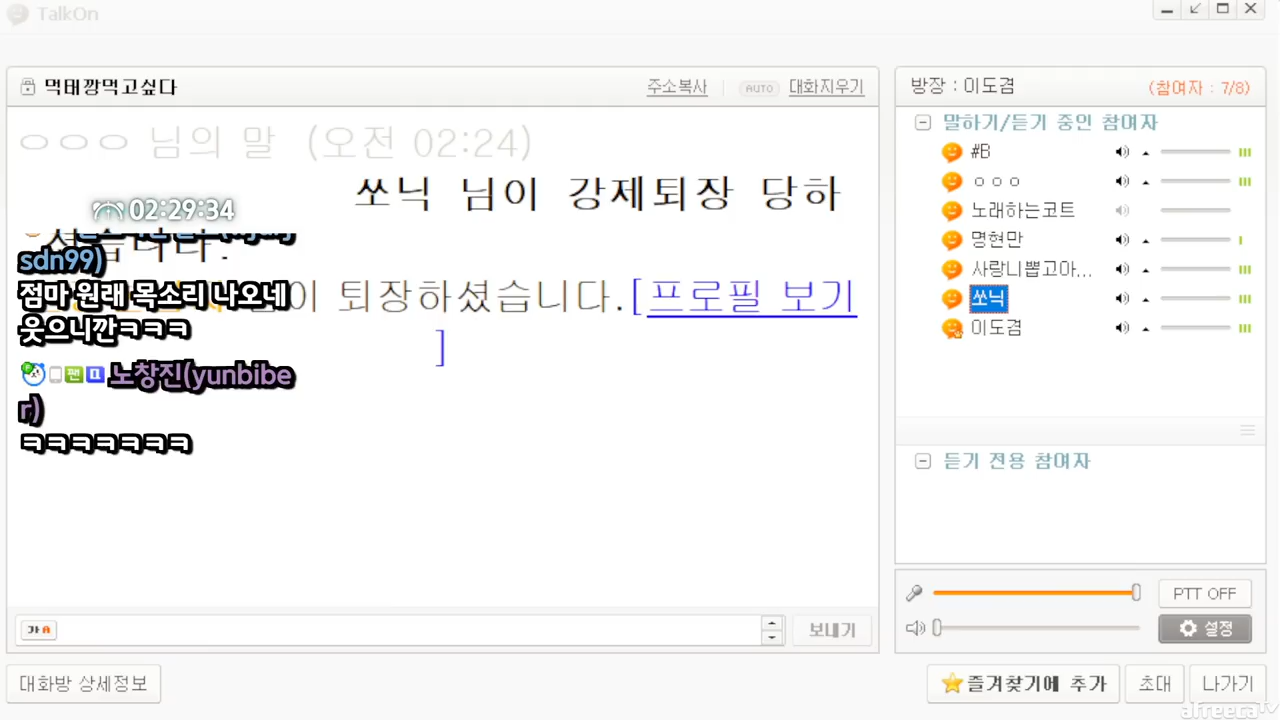 TalkOn
먹태깡먹고싶다
주소복사
AUTO
대화지우기
ㅇㅇㅇ 님의 말 (오전 02:24)
쏘닉 님이 강제퇴장 당하
02:29:34
sdn99)
점마 원래 목소리 나오네
이 퇴장하셨습니다.[프로필 보기
]
웃으니깐ㅋㅋㅋ
팬
노창진(yunbibe
r)
ㅋㅋㅋㅋㅋㅋㅋ
가A
보내기
대화방 상세정보
방장 : 이도겸
(참여자 : 7/8)
말하기/듣기 중인 참여자
#B
ㅇㅇㅇ
노래하는코트
명현만
사랑니뽑고아...
쏘닉
이도겸
듣기 전용 참여자
PTT OFF
설정
즐겨찾기에 추가
초대
나가기
afreecaTV